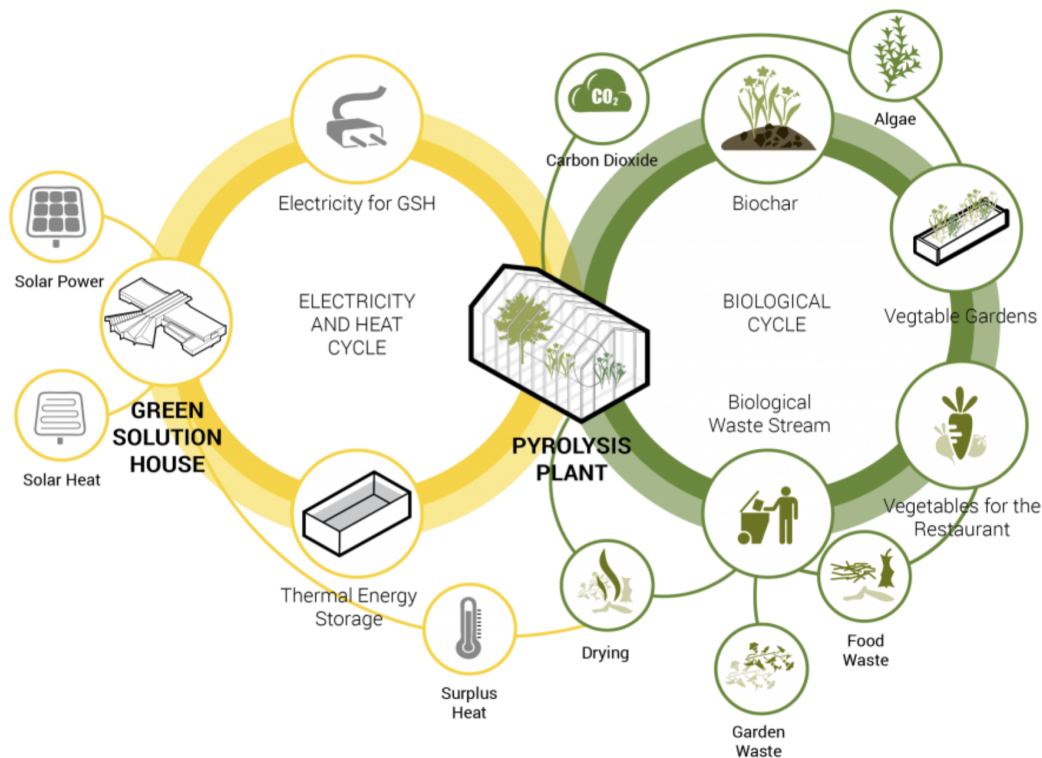 CO2
Carbon Dioxide
Algae
Electricity for GSH
Biochar
Solar Power
ELECTRICITY
AND HEAT
CYCLE
BIOLOGICAL
CYCLE
Vegtable Gardens
Solar Heat
GREEN
SOLUTION
HOUSE
PYROLYSIS
PLANT
Biological
Waste Stream
Vegetables for the
Restaurant
Thermal Energy
Storage
Surplus
Heat
Drying
Food
Waste
Garden
Waste